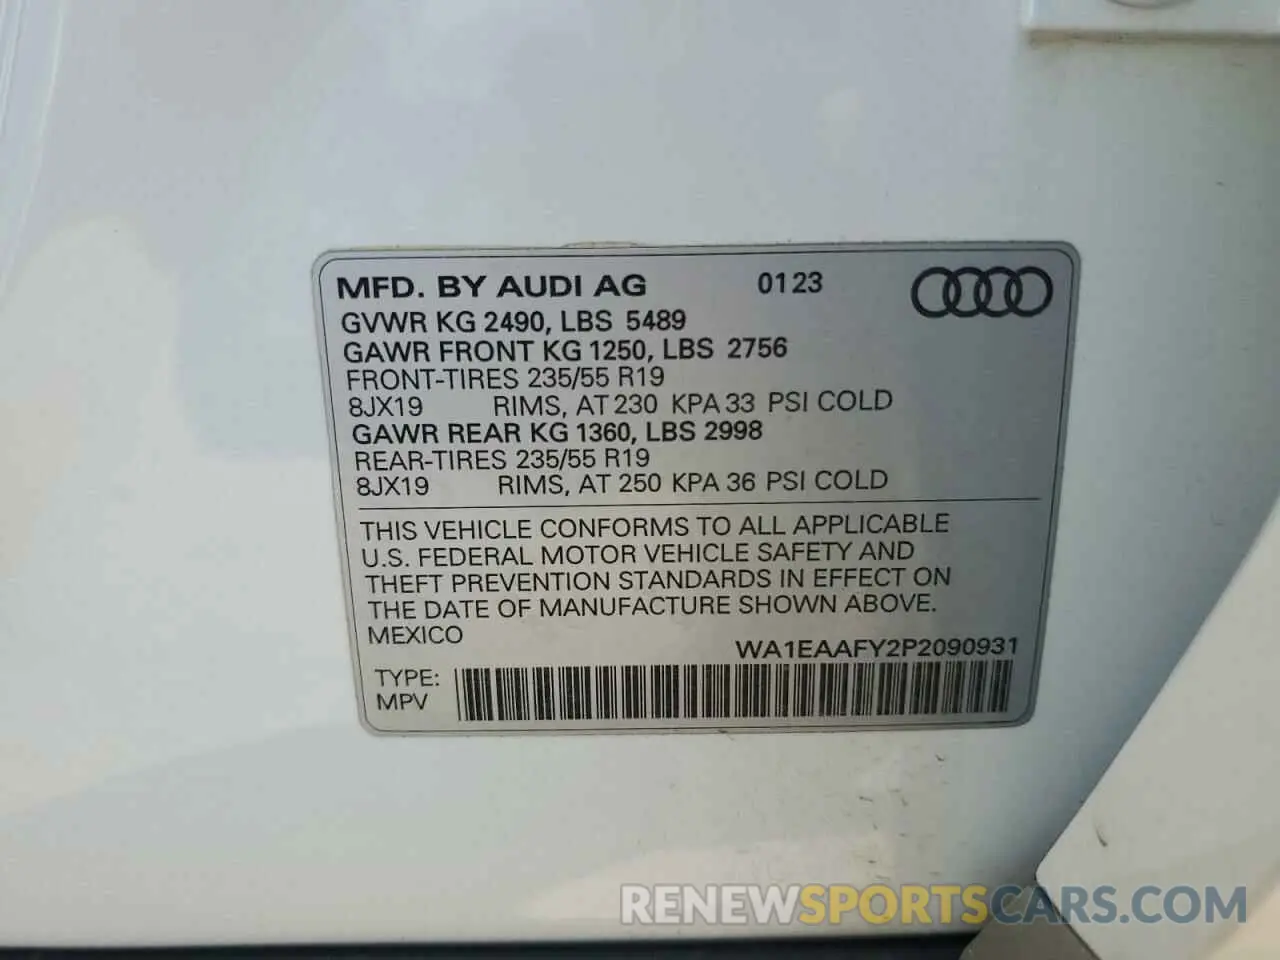 MFD. BY AUDI AG 0123
GVWR KG 2490, LBS 5489
GAWR FRONT KG 1250, LBS 2756
FRONT-TIRES 235/55 R19
8JX19 RIMS, AT 230 KPA 33 PSI COLD
GAWR REAR KG 1360, LBS 2998
REAR-TIRES 235/55 R19
8JX19 RIMS, AT 250 KPA 36 PSI COLD
THIS VEHICLE CONFORMS TO ALL APPLICABLE
U.S. FEDERAL MOTOR VEHICLE SAFETY AND
THEFT PREVENTION STANDARDS IN EFFECT ON
THE DATE OF MANUFACTURE SHOWN ABOVE.
MEXICO
WA1EAAFY2P2090931
TYPE:
MPV
RENEWSPORTSCARS.COM